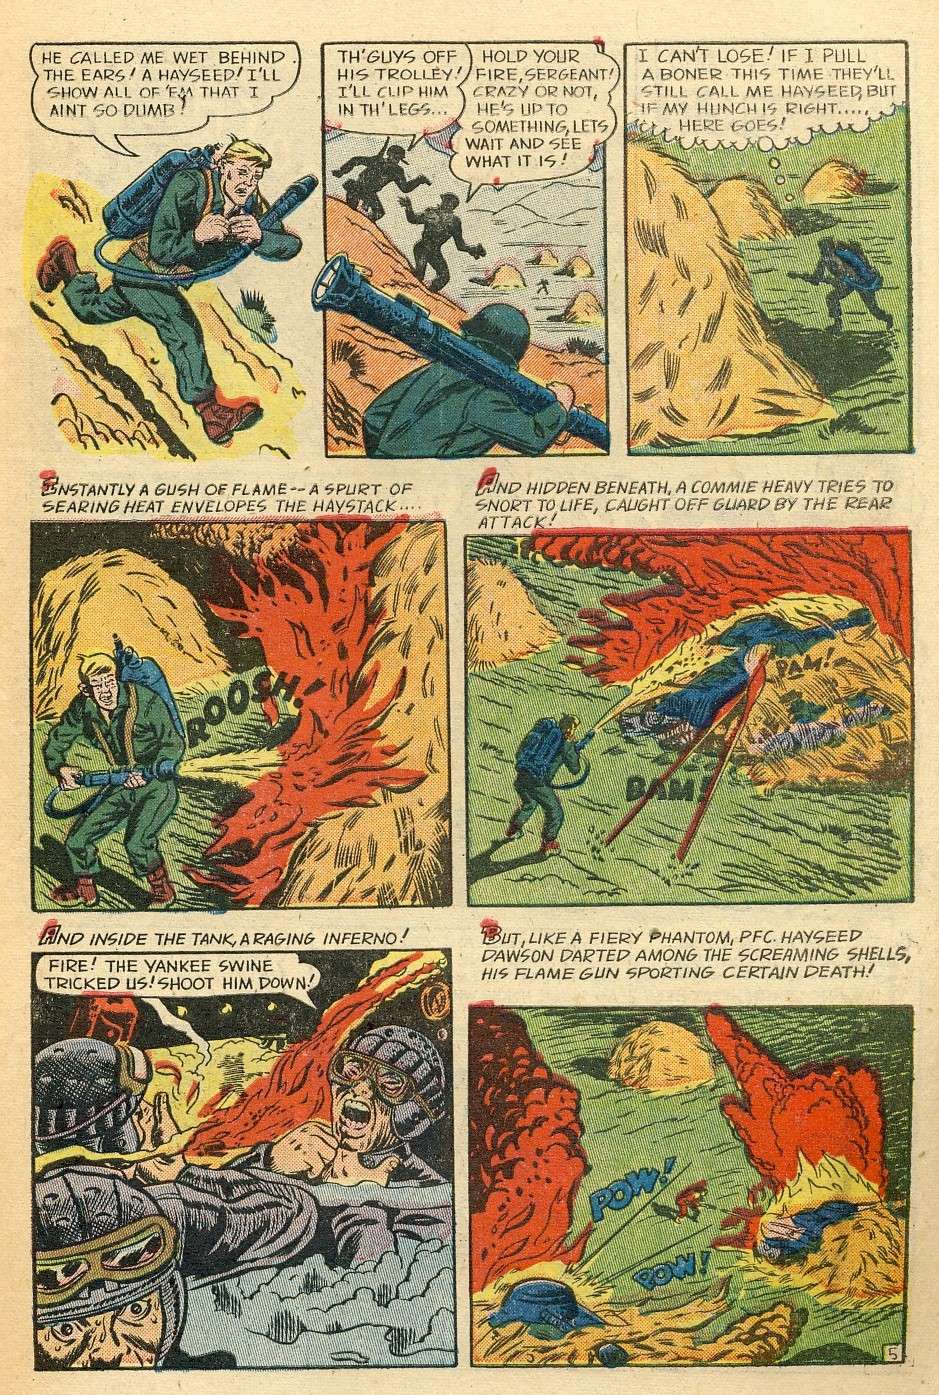 HE CALLED ME WET BEHIND
THE EARS! A HAYSEED! I'LL
SHOW ALL OF 'EM THAT I
AINT SO DUMB!
TH' GUYS OFF
HIS TROLLEY!
I'LL CLIP HIM
IN TH' LEGS...
HOLD YOUR
FIRE, SERGEANT!
CRAZY OR NOT,
HE'S UP TO
SOMETHING, LETS
WAIT AND SEE
WHAT IT IS!
I CAN'T LOSE! IF I PULL
A BONER THIS TIME THEY'LL
STILL CALL ME HAYSEED, BUT
IF MY HUNCH IS RIGHT.....
HERE GOES!
INSTANTLY A GUSH OF FLAME--A SPURT OF
SEARING HEAT ENVELOPES THE HAYSTACK....
ROOSH!
AND HIDDEN BENEATH, A COMMIE HEAVY TRIES TO
SNORT TO LIFE, CAUGHT OFF GUARD BY THE REAR
ATTACK!
BAM!
BAM!
AND INSIDE THE TANK, A RAGING INFERNO!
FIRE! THE YANKEE SWINE
TRICKED US! SHOOT HIM DOWN!
BUT, LIKE A FIERY PHANTOM, PFC. HAYSEED
DAWSON DARTED AMONG THE SCREAMING SHELLS,
HIS FLAME GUN SPORTING CERTAIN DEATH!
POW!
POW!
5